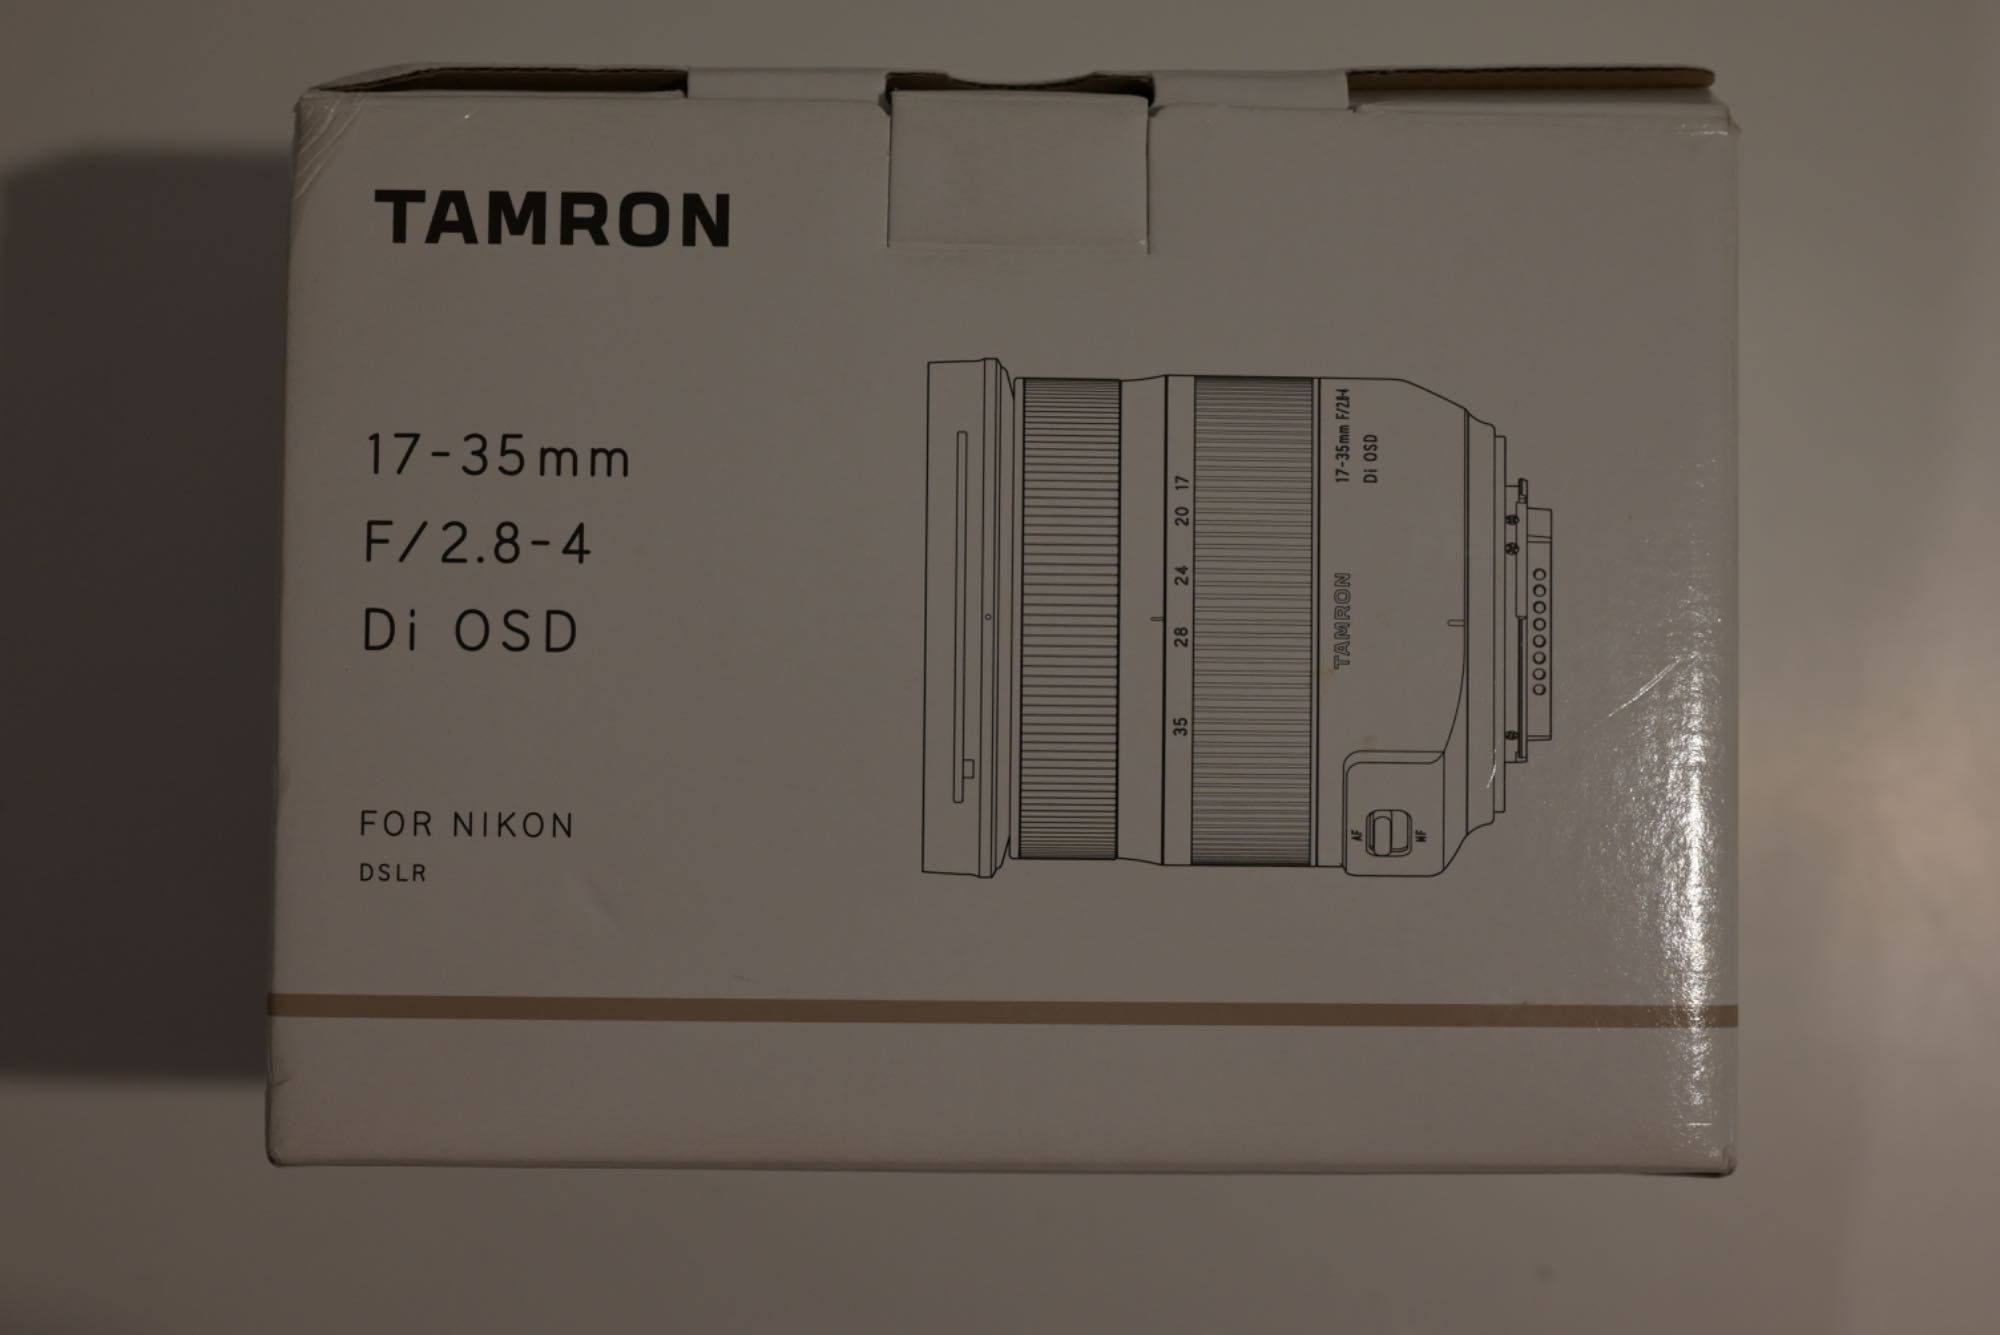 TAMRON
17-35mm
F/2.8-4
Di OSD
FOR NIKON
DSLR
17-35mm F/2.8-4
Di OSD
TAMRON
17 20 24 28 35
AF MF